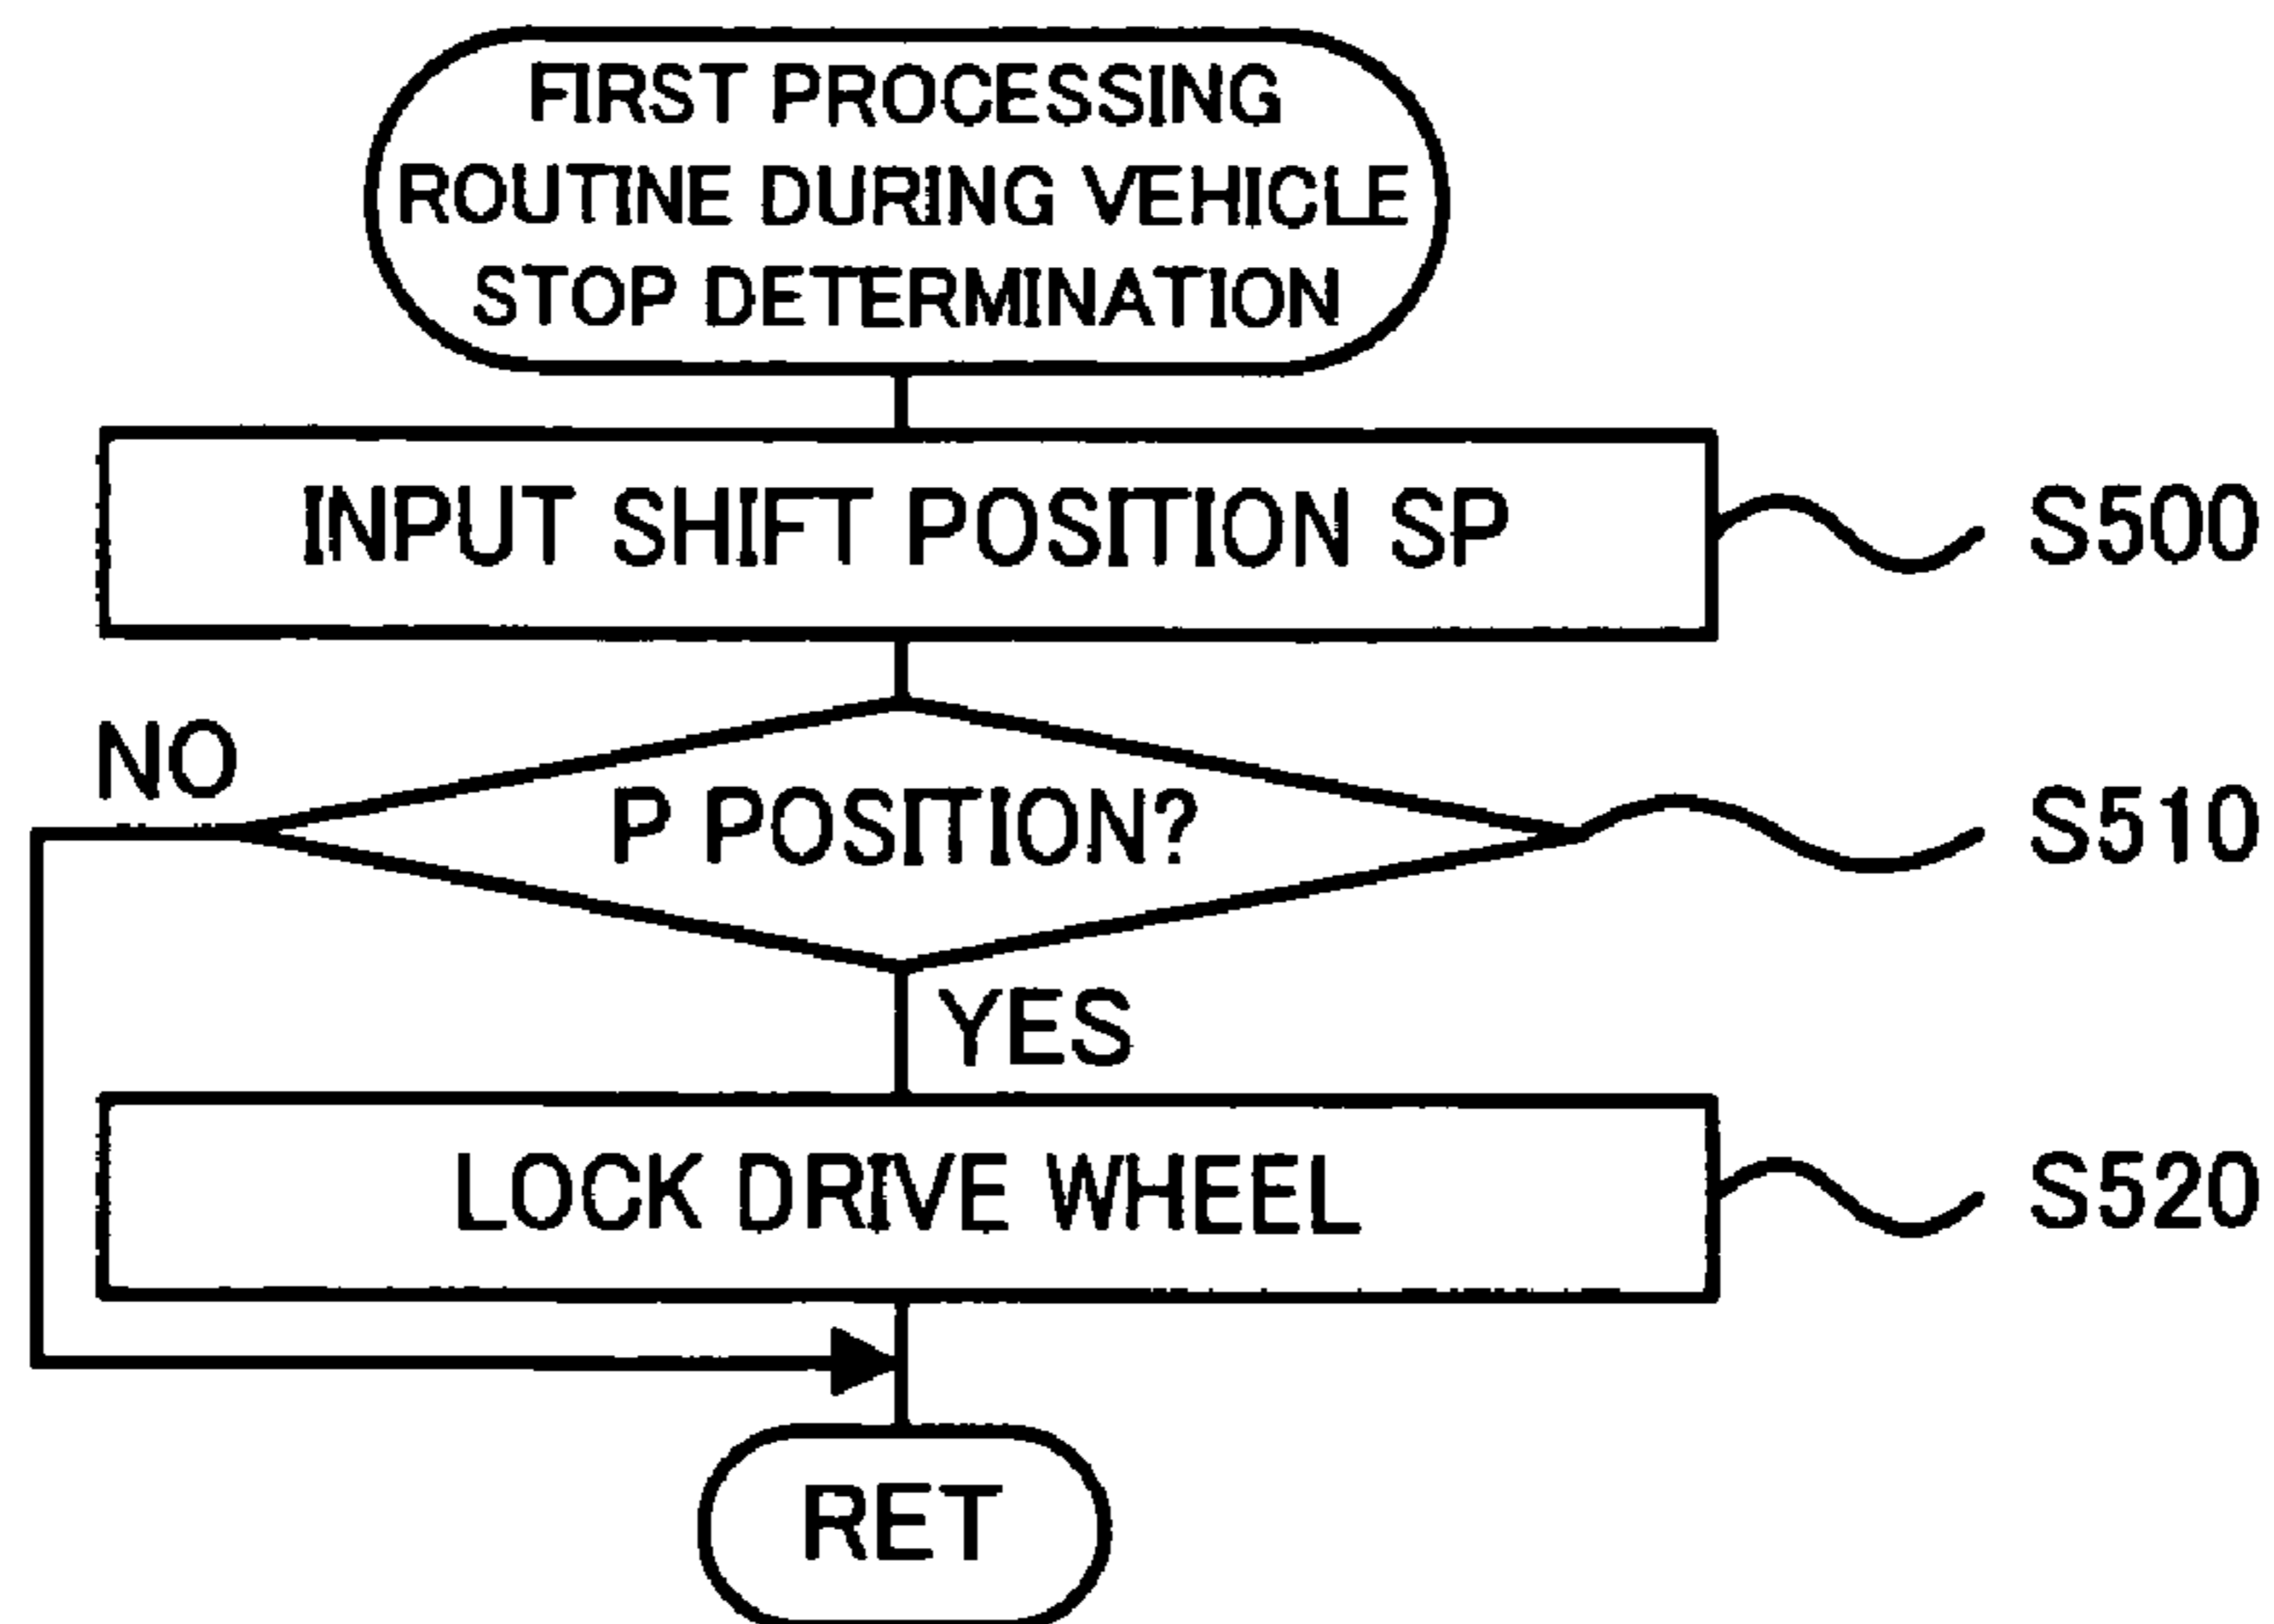 FIRST PROCESSING
ROUTINE DURING VEHICLE
STOP DETERMINATION
INPUT SHIFT POSITION SP
S500
NO
P POSITION?
S510
YES
LOCK DRIVE WHEEL
S520
RET